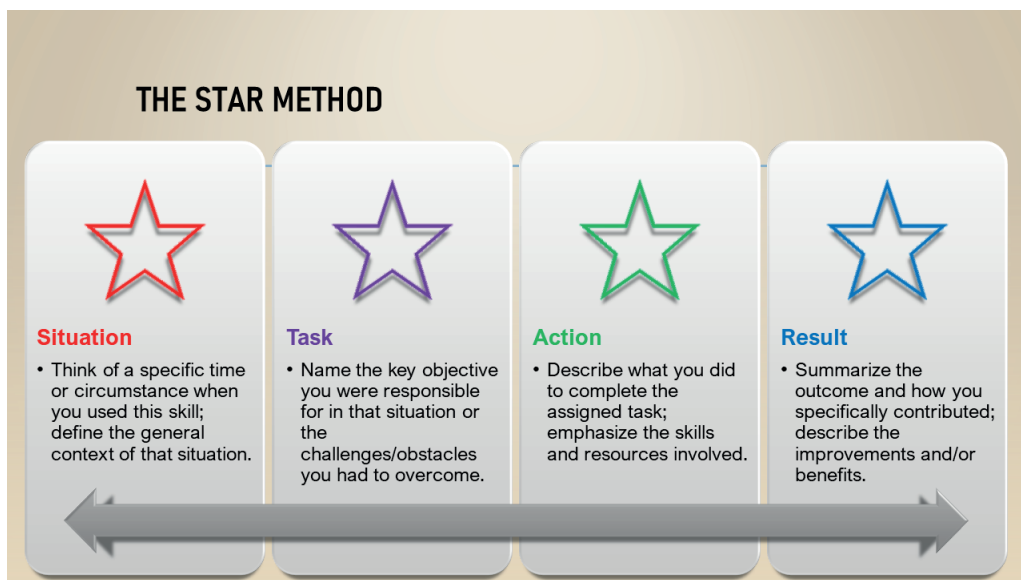 THE STAR METHOD
Situation
• Think of a specific time
or circumstance when
you used this skill;
define the general
context of that situation.
Task
• Name the key objective
you were responsible
for in that situation or
the
challenges/obstacles
you had to overcome.
Action
• Describe what you did
to complete the
assigned task;
emphasize the skills
and resources involved.
Result
• Summarize the
outcome and how you
specifically contributed;
describe the
improvements and/or
benefits.